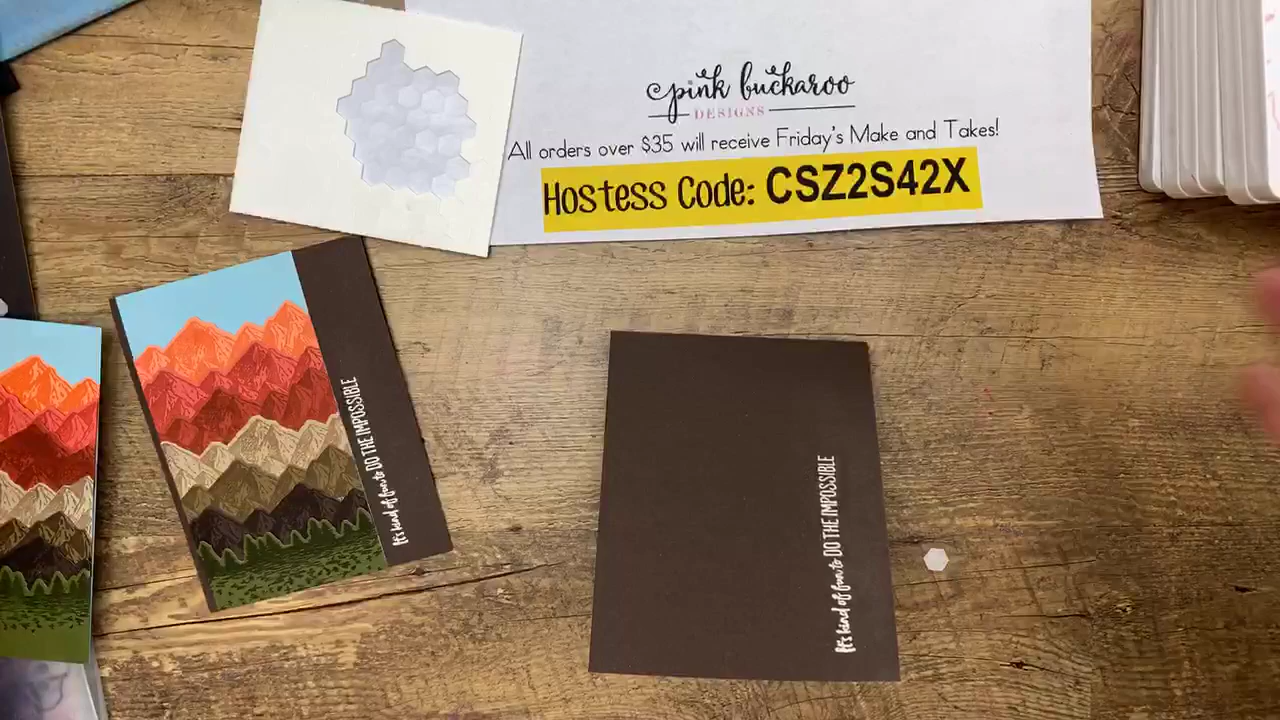 pink buckaroo
DESIGNS
All orders over $35 will receive Friday's Make and Takes!
Hostess Code: CSZ2S42X
It's kind of fun to DO THE IMPOSSIBLE
It's kind of fun to DO THE IMPOSSIBLE